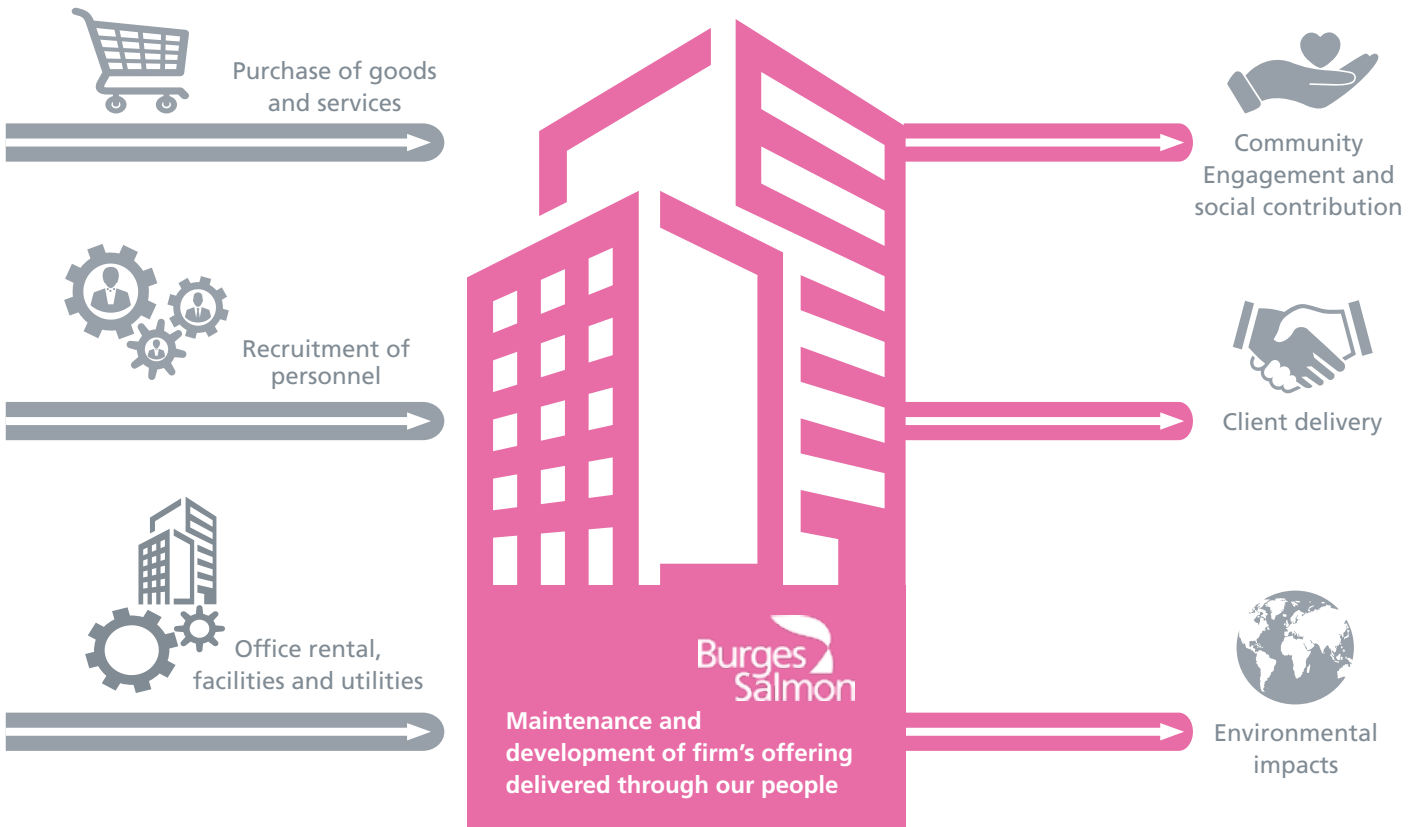 Purchase of goods
and services
Recruitment of
personnel
Office rental,
facilities and utilities
Burges
Salmon
Maintenance and
development of firm’s offering
delivered through our people
Community
Engagement and
social contribution
Client delivery
Environmental
impacts